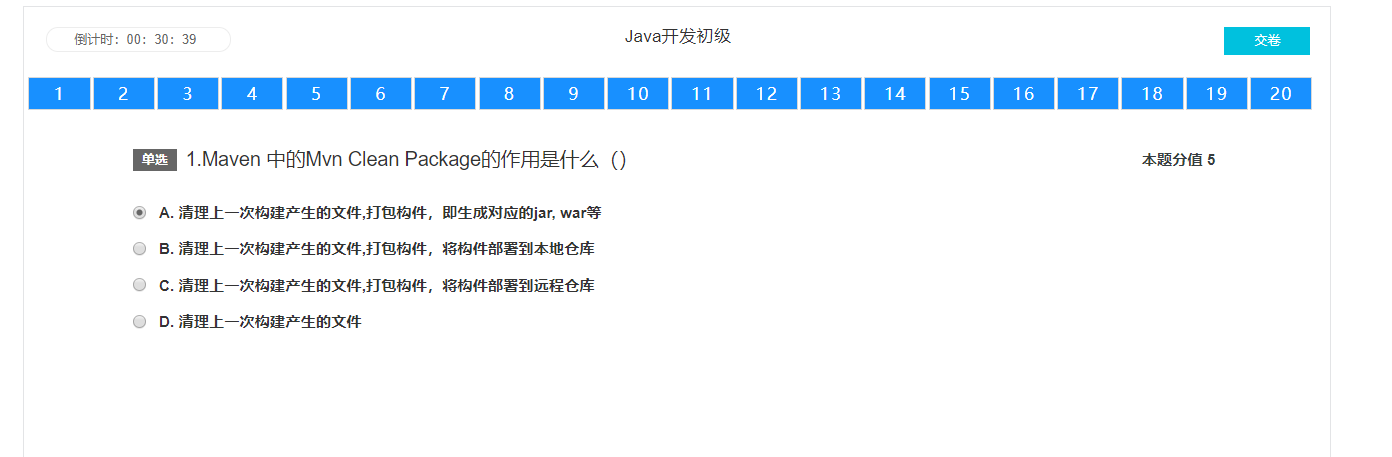 倒计时：00：30：39 Java开发初级 交卷
1 2 3 4 5 6 7 8 9 10 11 12 13 14 15 16 17 18 19 20
单选 1.Maven 中的Mvn Clean Package的作用是什么（） 本题分值 5
A. 清理上一次构建产生的文件,打包构件，即生成对应的jar, war等
B. 清理上一次构建产生的文件,打包构件，将构件部署到本地仓库
C. 清理上一次构建产生的文件,打包构件，将构件部署到远程仓库
D. 清理上一次构建产生的文件